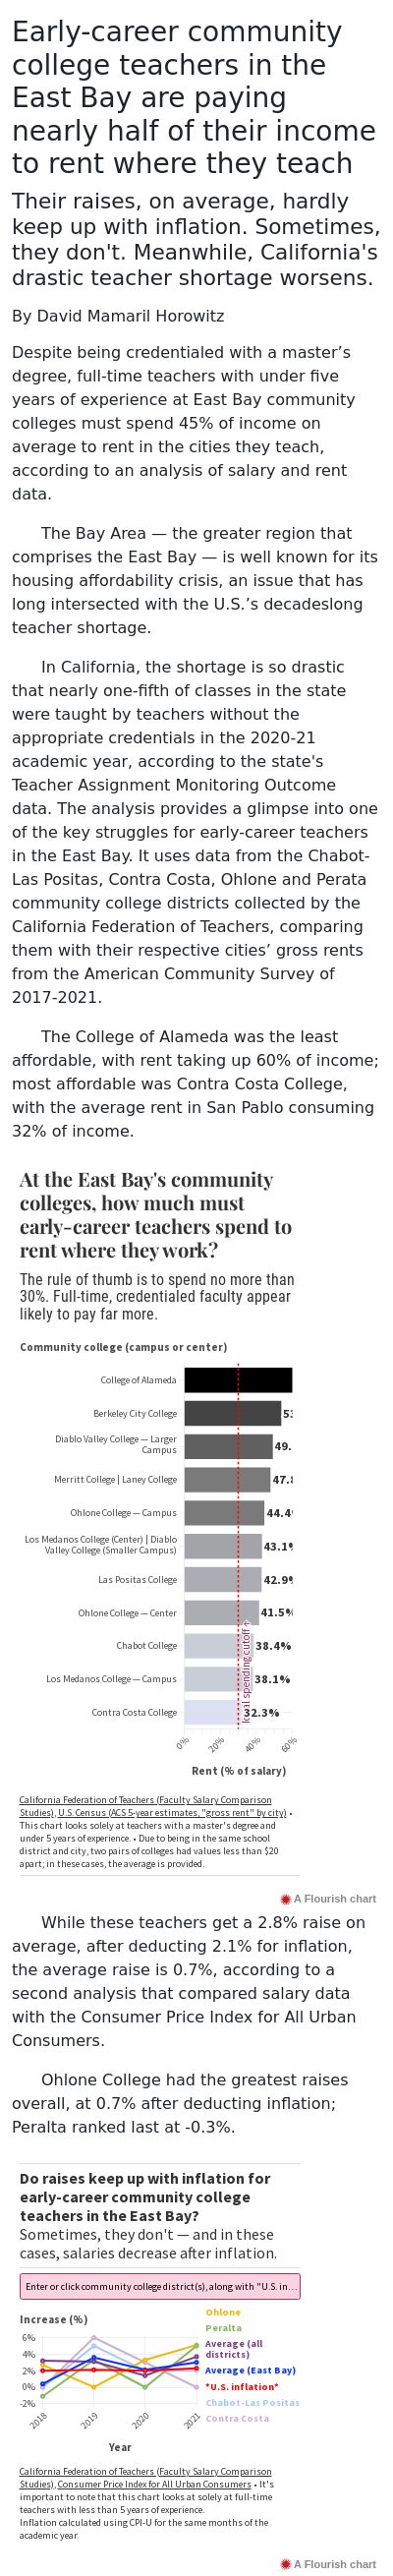 Early-career community
college teachers in the
East Bay are paying
nearly half of their income
to rent where they teach
Their raises, on average, hardly
keep up with inflation. Sometimes,
they don't. Meanwhile, California's
drastic teacher shortage worsens.
By David Mamaril Horowitz
Despite being credentialed with a master’s
degree, full-time teachers with under five
years of experience at East Bay community
colleges must spend 45% of income on
average to rent in the cities they teach,
according to an analysis of salary and rent
data.
The Bay Area — the greater region that
comprises the East Bay — is well known for its
housing affordability crisis, an issue that has
long intersected with the U.S.’s decadeslong
teacher shortage.
In California, the shortage is so drastic
that nearly one-fifth of classes in the state
were taught by teachers without the
appropriate credentials in the 2020-21
academic year, according to the state's
Teacher Assignment Monitoring Outcome
data. The analysis provides a glimpse into one
of the key struggles for early-career teachers
in the East Bay. It uses data from the Chabot-
Las Positas, Contra Costa, Ohlone and Perata
community college districts collected by the
California Federation of Teachers, comparing
them with their respective cities’ gross rents
from the American Community Survey of
2017-2021.
The College of Alameda was the least
affordable, with rent taking up 60% of income;
most affordable was Contra Costa College,
with the average rent in San Pablo consuming
32% of income.
At the East Bay's community
colleges, how much must
early-career teachers spend to
rent where they work?
The rule of thumb is to spend no more than
30%. Full-time, credentialed faculty appear
likely to pay far more.
Community college (campus or center)
College of Alameda
Berkeley City College 53
Diablo Valley College — Larger
Campus 49.
Merritt College | Laney College 47.8
Ohlone College — Campus 44.4%
Los Medanos College (Center) | Diablo
Valley College (Smaller Campus) 43.1%
Las Positas College 42.9%
Ohlone College — Center 41.5%
Chabot College 38.4%
Los Medanos College — Campus 38.1%
Contra Costa College 32.3%
spending cutoff
0% 20% 40% 60%
Rent (% of salary)
California Federation of Teachers (Faculty Salary Comparison
Studies), U.S. Census (ACS 5-year estimates, "gross rent" by city) •
This chart looks solely at teachers with a master's degree and
under 5 years of experience. • Due to being in the same school
district and city, two pairs of colleges had values less than $20
apart; in these cases, the average is provided.
A Flourish chart
While these teachers get a 2.8% raise on
average, after deducting 2.1% for inflation,
the average raise is 0.7%, according to a
second analysis that compared salary data
with the Consumer Price Index for All Urban
Consumers.
Ohlone College had the greatest raises
overall, at 0.7% after deducting inflation;
Peralta ranked last at -0.3%.
Do raises keep up with inflation for
early-career community college
teachers in the East Bay?
Sometimes, they don't — and in these
cases, salaries decrease after inflation.
Enter or click community college district(s), along with "U.S. in...
Increase (%)
6%
4%
2%
0%
-2%
2018 2019 2020 2021
Year
Ohlone
Peralta
Average (all
districts)
Average (East Bay)
*U.S. inflation*
Chabot-Las Positas
Contra Costa
California Federation of Teachers (Faculty Salary Comparison
Studies), Consumer Price Index for All Urban Consumers • It's
important to note that this chart looks at solely at full-time
teachers with less than 5 years of experience.
Inflation calculated using CPI-U for the same months of the
academic year.
A Flourish chart